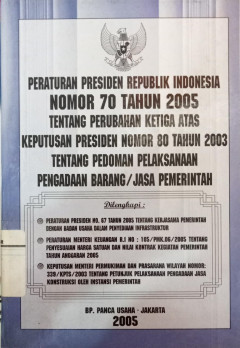 PERATURAN PRESIDEN REPUBLIK INDONESIA
NOMOR 70 TAHUN 2005
TENTANG PERUBAHAN KETIGA ATAS
KEPUTUSAN PRESIDEN NOMOR 80 TAHUN 2003
TENTANG PEDOMAN PELAKSANAAN
PENGADAAN BARANG/JASA PEMERINTAH
Dilengkapi :
PERATURAN PRESIDEN NO. 67 TAHUN 2005 TENTANG KERJASAMA PEMERINTAH
DENGAN BADAN USAHA DALAM PENYEDIAAN INFRASTRUKTUR
PERATURAN MENTERI KEUANGAN R.I NO : 105/PMK.06/2005 TENTANG
PENYESUAIAN HARGA SATUAN DAN NILAI KONTRAK KEGIATAN PEMERINTAH
TAHUN ANGGARAN 2005
KEPUTUSAN MENTERI PERMUKIMAN DAN PRASARANA WILAYAH NOMOR:
339/KPTS/2003 TENTANG PETUNJUK PELAKSANAAN PENGADAAN JASA
KONSTRUKSI OLEH INSTANSI PEMERINTAH
BP. PANCA USAHA - JAKARTA
2005